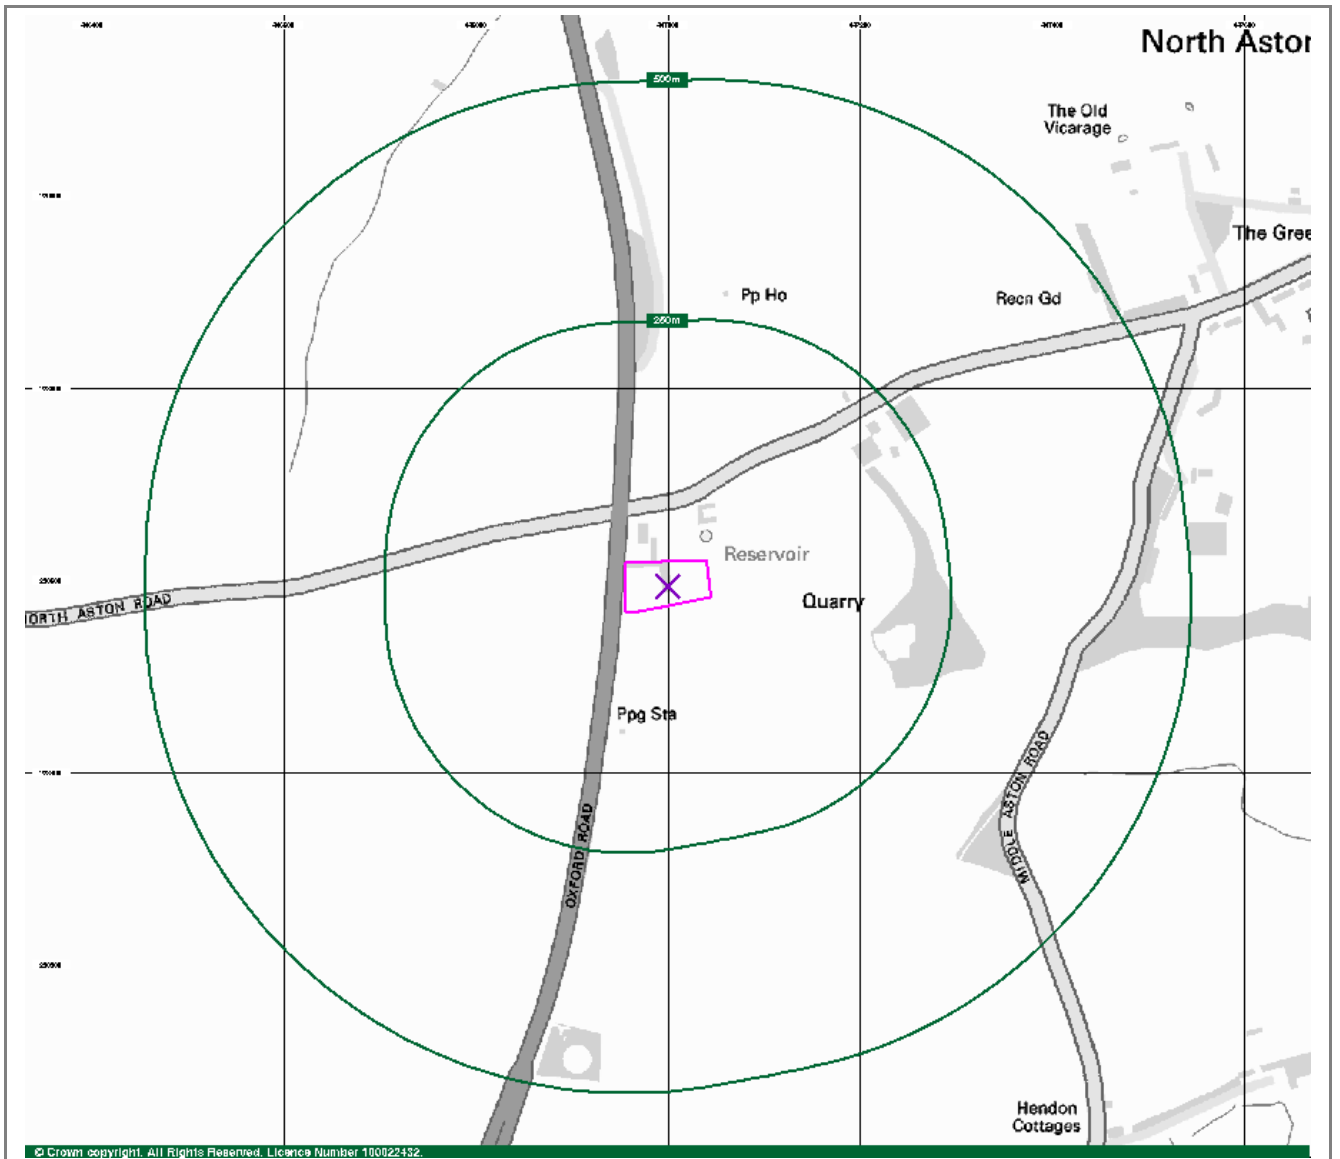 North Aston
500m
The Old
Vicarage
The Gree
Pp Ho
Recn Gd
250m
Reservoir
Quarry
ORTH ASTON ROAD
Ppg Sta
MIDDLE ASTON ROAD
OXFORD ROAD
Hendon
Cottages
© Crown copyright. All Rights Reserved. Licence Number 100022432.